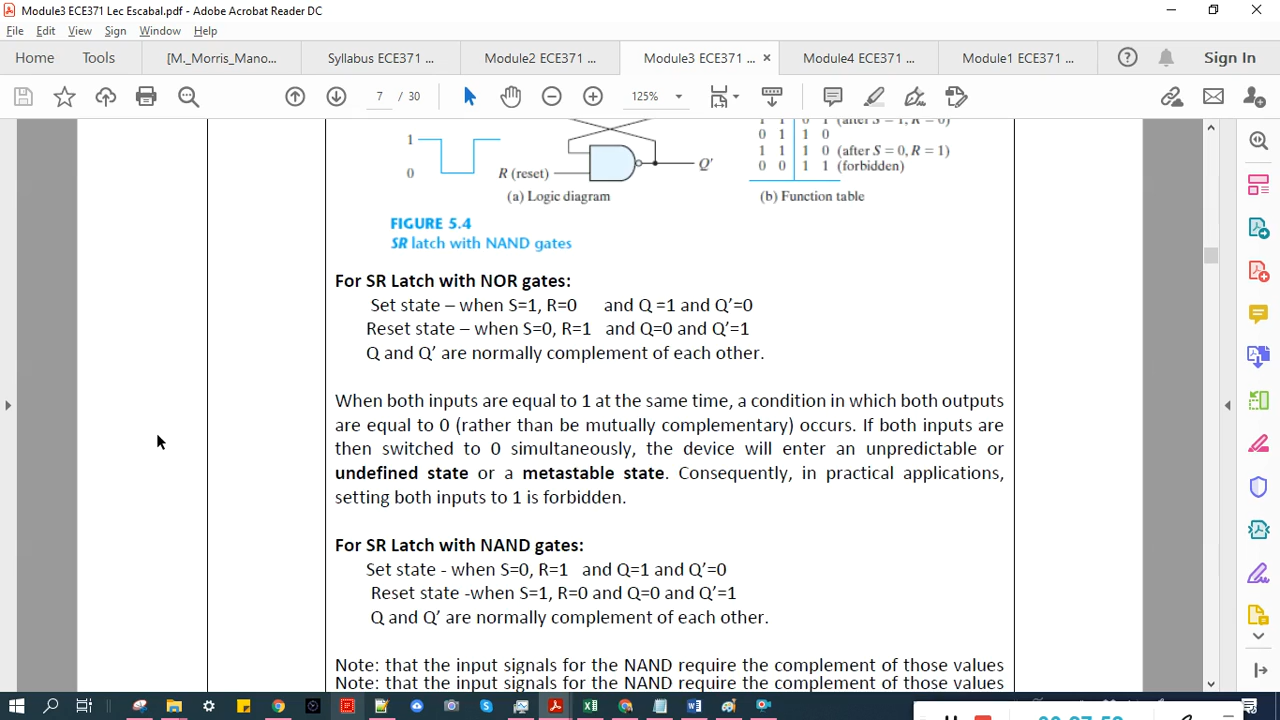 Module3 ECE371 Lec Escabal.pdf - Adobe Acrobat Reader DC
File Edit View Sign Window Help
Home Tools [M._Morris_Mano... Syllabus ECE371 ... Module2 ECE371 ... Module3 ECE371 ... × Module4 ECE371 ... Module1 ECE371 ... Sign In
7 / 30 125%
1 1 0 1 (after S = 1, R = 0)
1 0 1 1 0
1 1 1 0 (after S = 0, R = 1)
0 R (reset) Q′ 0 0 1 1 (forbidden)
(a) Logic diagram (b) Function table
FIGURE 5.4
SR latch with NAND gates
For SR Latch with NOR gates:
Set state – when S=1, R=0 and Q =1 and Q’=0
Reset state – when S=0, R=1 and Q=0 and Q’=1
Q and Q’ are normally complement of each other.
When both inputs are equal to 1 at the same time, a condition in which both outputs
are equal to 0 (rather than be mutually complementary) occurs. If both inputs are
then switched to 0 simultaneously, the device will enter an unpredictable or
undefined state or a metastable state. Consequently, in practical applications,
setting both inputs to 1 is forbidden.
For SR Latch with NAND gates:
Set state - when S=0, R=1 and Q=1 and Q’=0
Reset state -when S=1, R=0 and Q=0 and Q’=1
Q and Q’ are normally complement of each other.
Note: that the input signals for the NAND require the complement of those values
Note: that the input signals for the NAND require the complement of those values